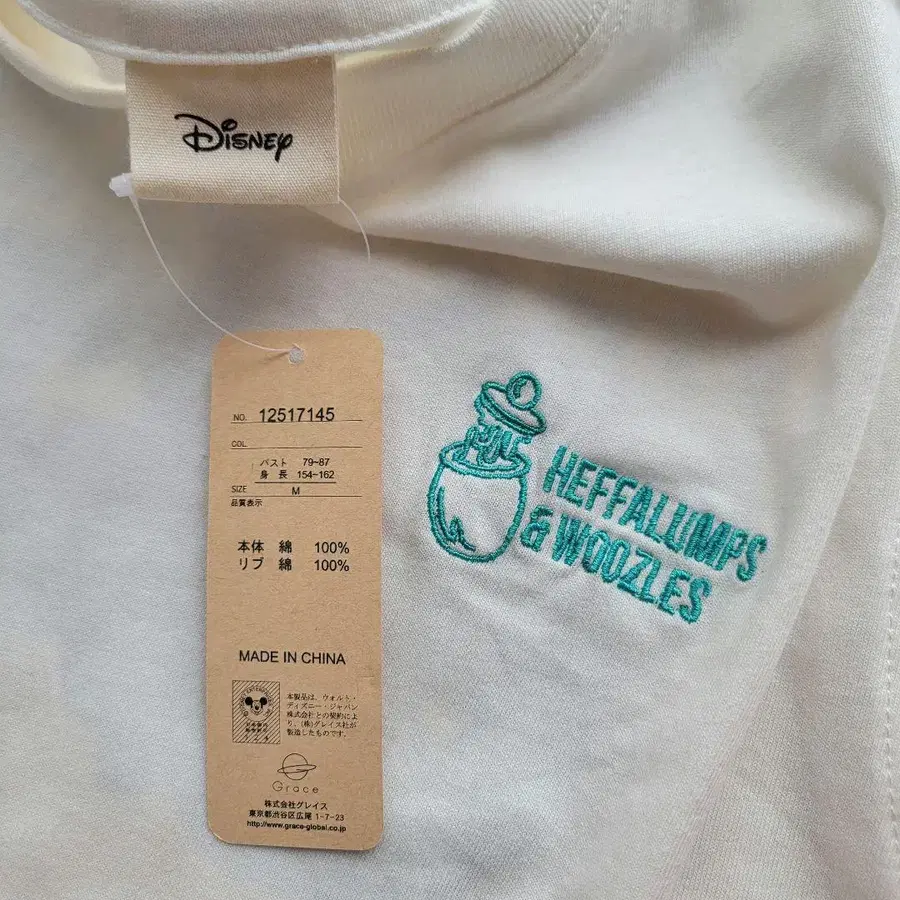 Disney
NO. 12517145
COL.
バスト 79~87
身 長 154~162
SIZE M
品質表示
本体 綿 100%
リブ 綿 100%
MADE IN CHINA
本製品は、ウォルト・
ディズニー・ジャパン
株式会社との契約によ
り、(株)グレイス社が
製造したものです。
Grace
株式会社グレイス
東京都渋谷区広尾 1-7-23
http://www.grace-global.co.jp
HEFFALUMPS
& WOOZLES